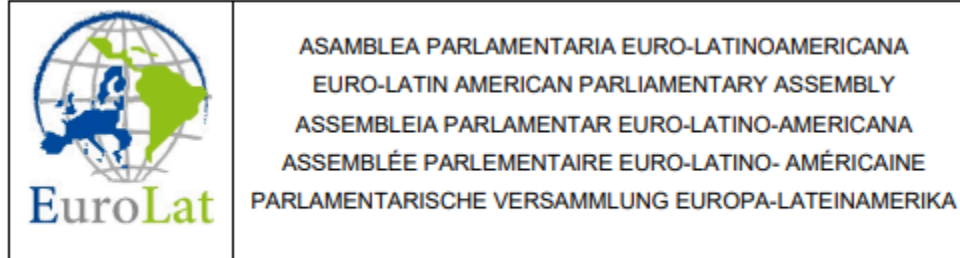 EuroLat
ASAMBLEA PARLAMENTARIA EURO-LATINOAMERICANA
EURO-LATIN AMERICAN PARLIAMENTARY ASSEMBLY
ASSEMBLEIA PARLAMENTAR EURO-LATINO-AMERICANA
ASSEMBLÉE PARLEMENTAIRE EURO-LATINO- AMÉRICAINE
PARLAMENTARISCHE VERSAMMLUNG EUROPA-LATEINAMERIKA